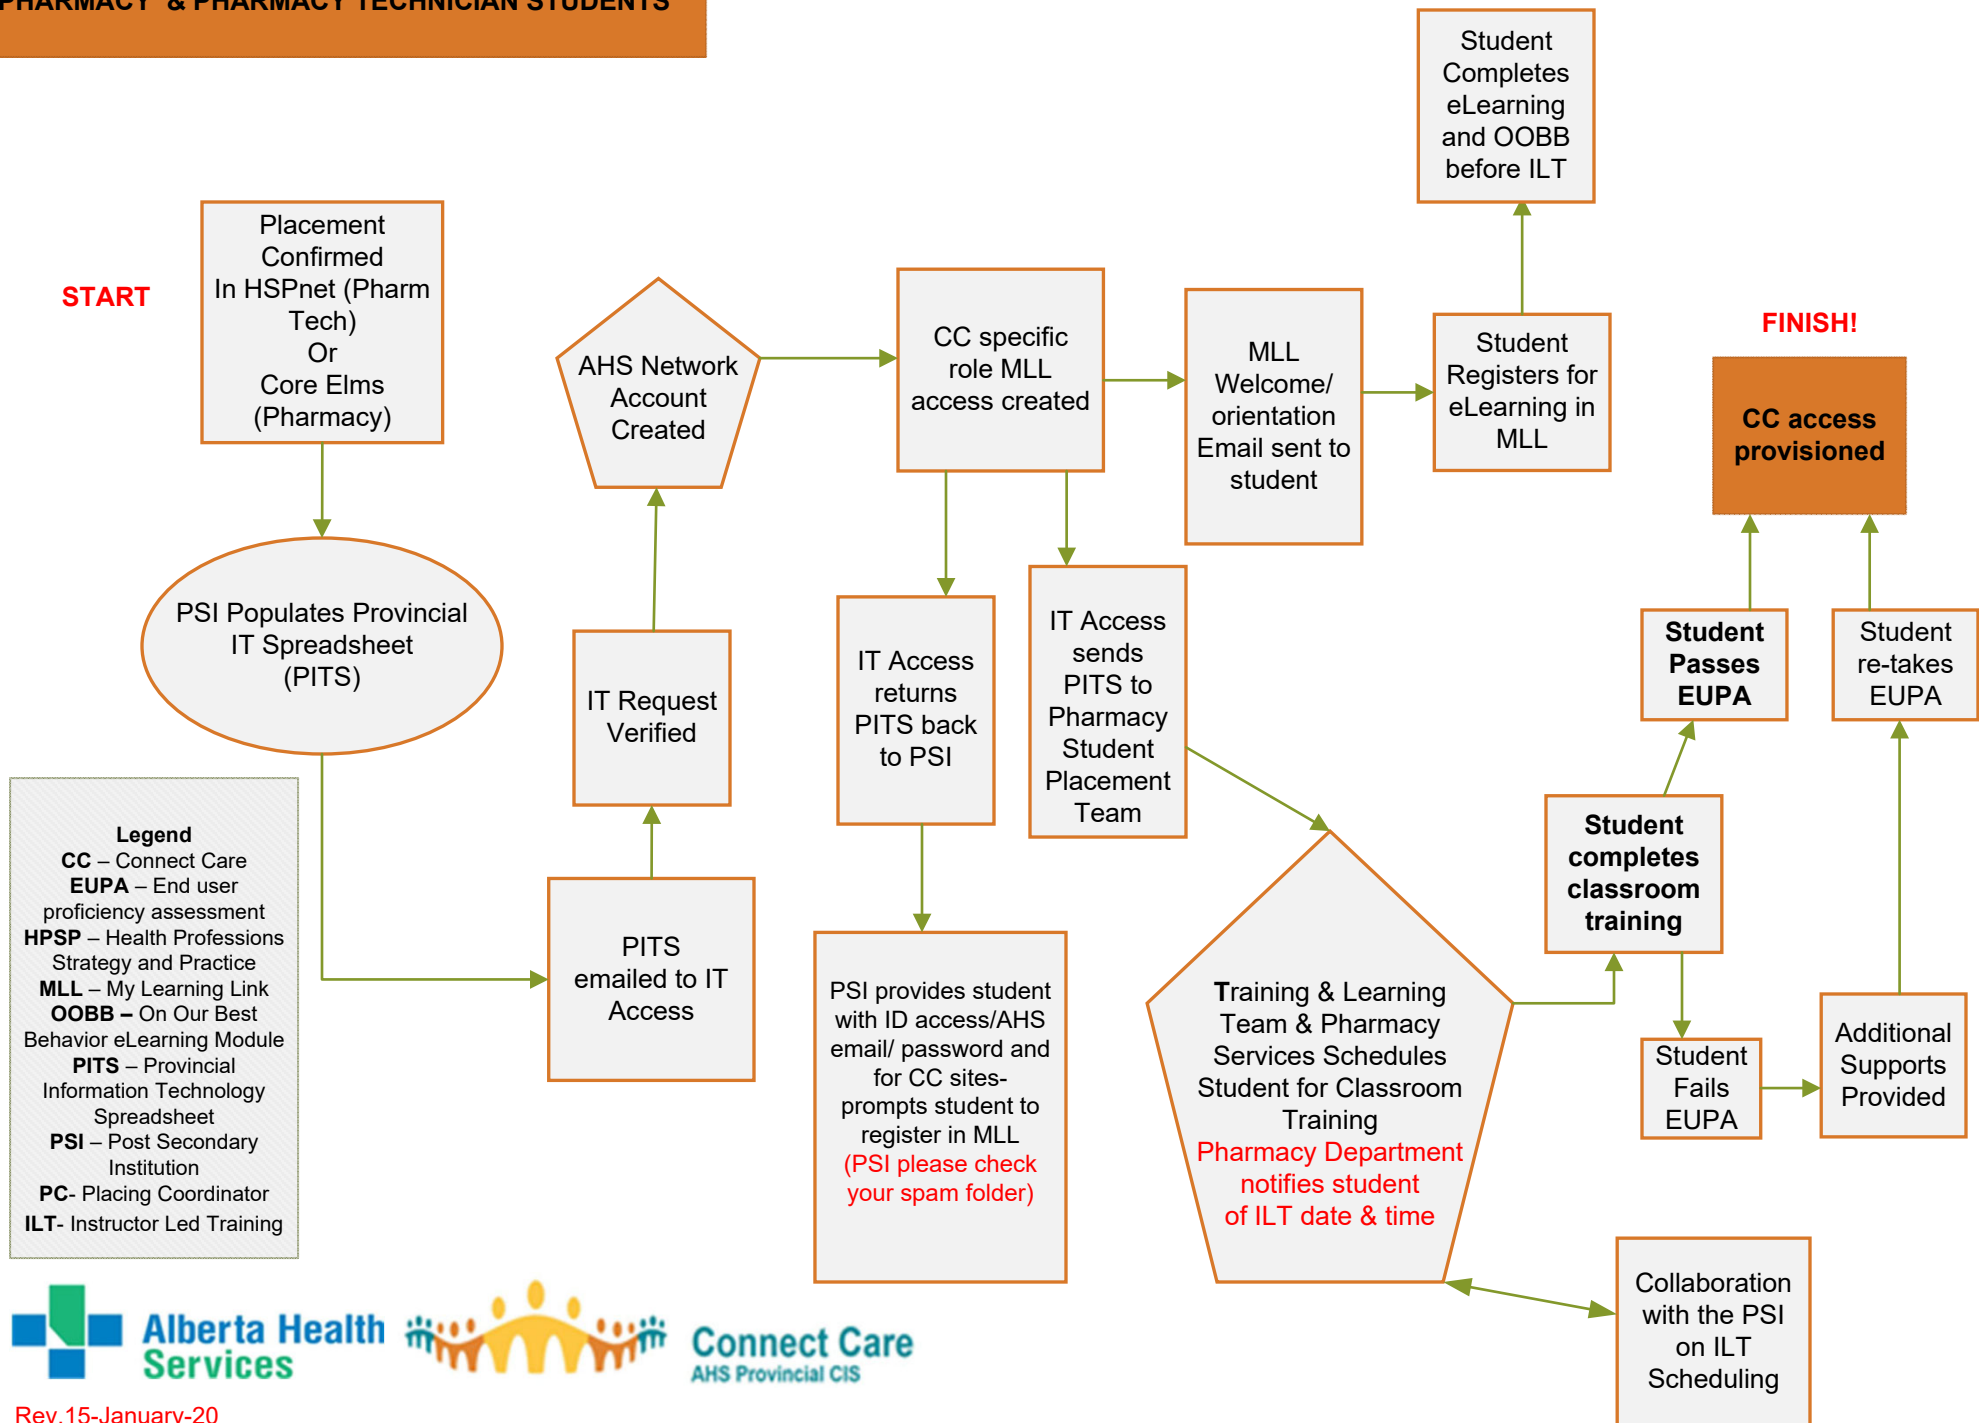 PHARMACY & PHARMACY TECHNICIAN STUDENTS
START
Placement
Confirmed
In HSPnet (Pharm
Tech)
Or
Core Elms
(Pharmacy)
PSI Populates Provincial
IT Spreadsheet
(PITS)
PITS
emailed to IT
Access
IT Request
Verified
AHS Network
Account
Created
CC specific
role MLL
access created
MLL
Welcome/
orientation
Email sent to
student
Student
Registers for
eLearning in
MLL
Student
Completes
eLearning
and OOBB
before ILT
IT Access
returns
PITS back
to PSI
PSI provides student
with ID access/AHS
email/ password and
for CC sites-
prompts student to
register in MLL
(PSI please check
your spam folder)
IT Access
sends
PITS to
Pharmacy
Student
Placement
Team
Training & Learning
Team & Pharmacy
Services Schedules
Student for Classroom
Training
Pharmacy Department
notifies student
of ILT date & time
Collaboration
with the PSI
on ILT
Scheduling
Student
completes
classroom
training
Student
Passes
EUPA
Student
Fails
EUPA
Additional
Supports
Provided
Student
re-takes
EUPA
FINISH!
CC access
provisioned
Legend
CC – Connect Care
EUPA – End user
proficiency assessment
HPSP – Health Professions
Strategy and Practice
MLL – My Learning Link
OOBB – On Our Best
Behavior eLearning Module
PITS – Provincial
Information Technology
Spreadsheet
PSI – Post Secondary
Institution
PC- Placing Coordinator
ILT- Instructor Led Training
Alberta Health
Services
Connect Care
AHS Provincial CIS
Rev.15-January-20